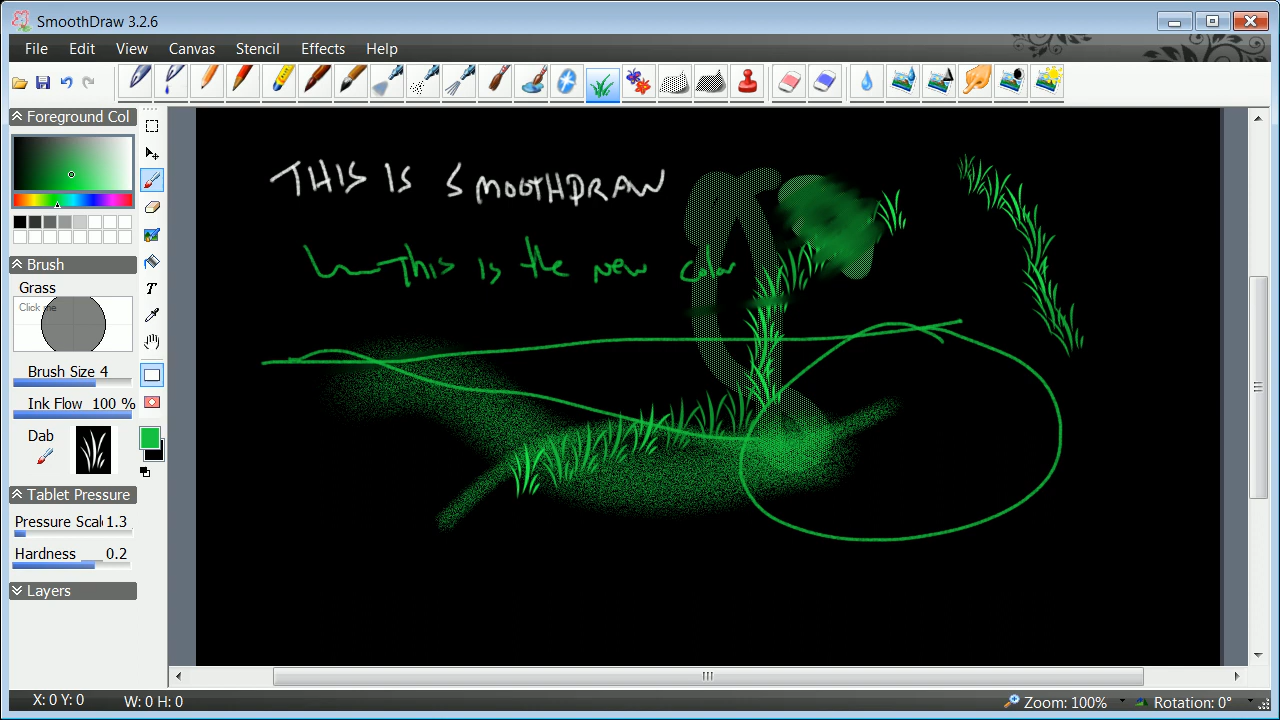 SmoothDraw 3.2.6
File Edit View Canvas Stencil Effects Help
Foreground Col
THIS IS SMOOTHDRAW
This is the new color
Brush
Grass
Click me
Brush Size 4
Ink Flow 100 %
Dab
Tablet Pressure
Pressure Scal 1.3
Hardness 0.2
Layers
X: 0 Y: 0 W: 0 H: 0 Zoom: 100% Rotation: 0°